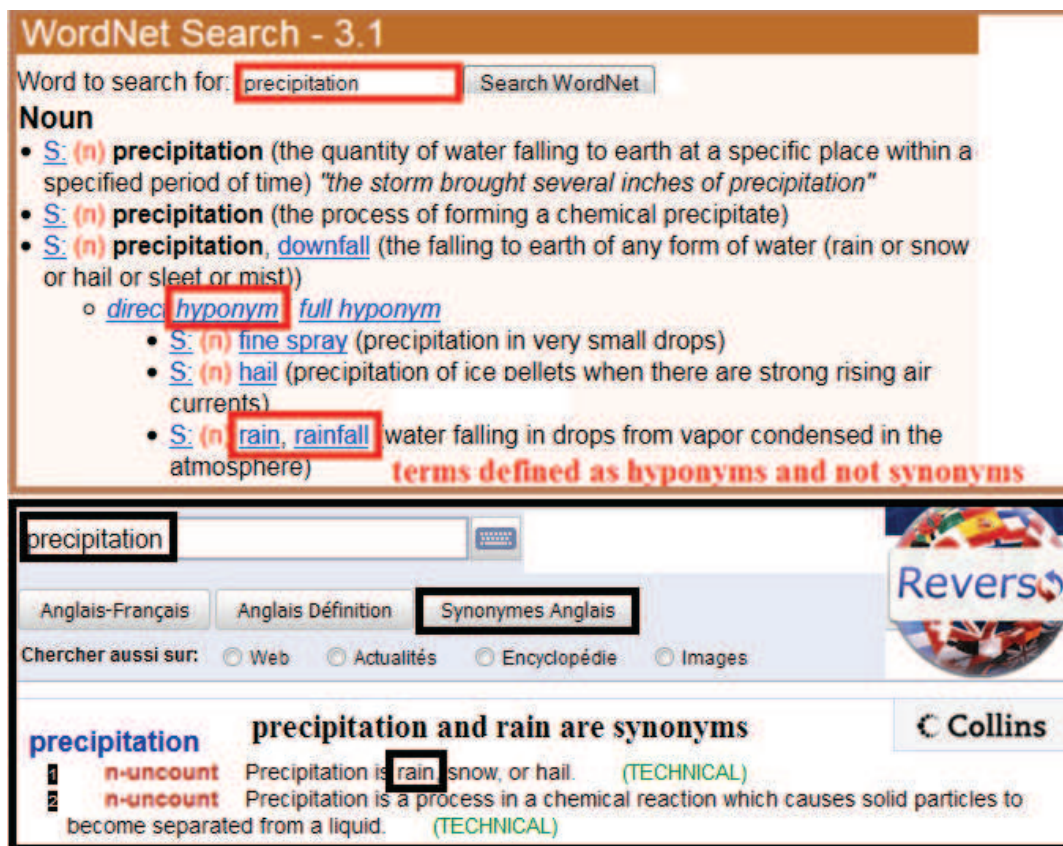 WordNet Search - 3.1
Word to search for: precipitation Search WordNet
Noun
• S: (n) precipitation (the quantity of water falling to earth at a specific place within a
specified period of time) "the storm brought several inches of precipitation"
• S: (n) precipitation (the process of forming a chemical precipitate)
• S: (n) precipitation, downfall (the falling to earth of any form of water (rain or snow
or hail or sleet or mist))
○ direct hyponym full hyponym
• S: (n) fine spray (precipitation in very small drops)
• S: (n) hail (precipitation of ice pellets when there are strong rising air
currents)
• S: (n) rain, rainfall (water falling in drops from vapor condensed in the
atmosphere) terms defined as hyponyms and not synonyms
precipitation
Reverso
Anglais-Français Anglais Définition Synonymes Anglais
Chercher aussi sur: Web Actualités Encyclopédie Images
precipitation and rain are synonyms Collins
precipitation
1 n-uncount Precipitation is rain, snow, or hail. (TECHNICAL)
2 n-uncount Precipitation is a process in a chemical reaction which causes solid particles to
become separated from a liquid. (TECHNICAL)